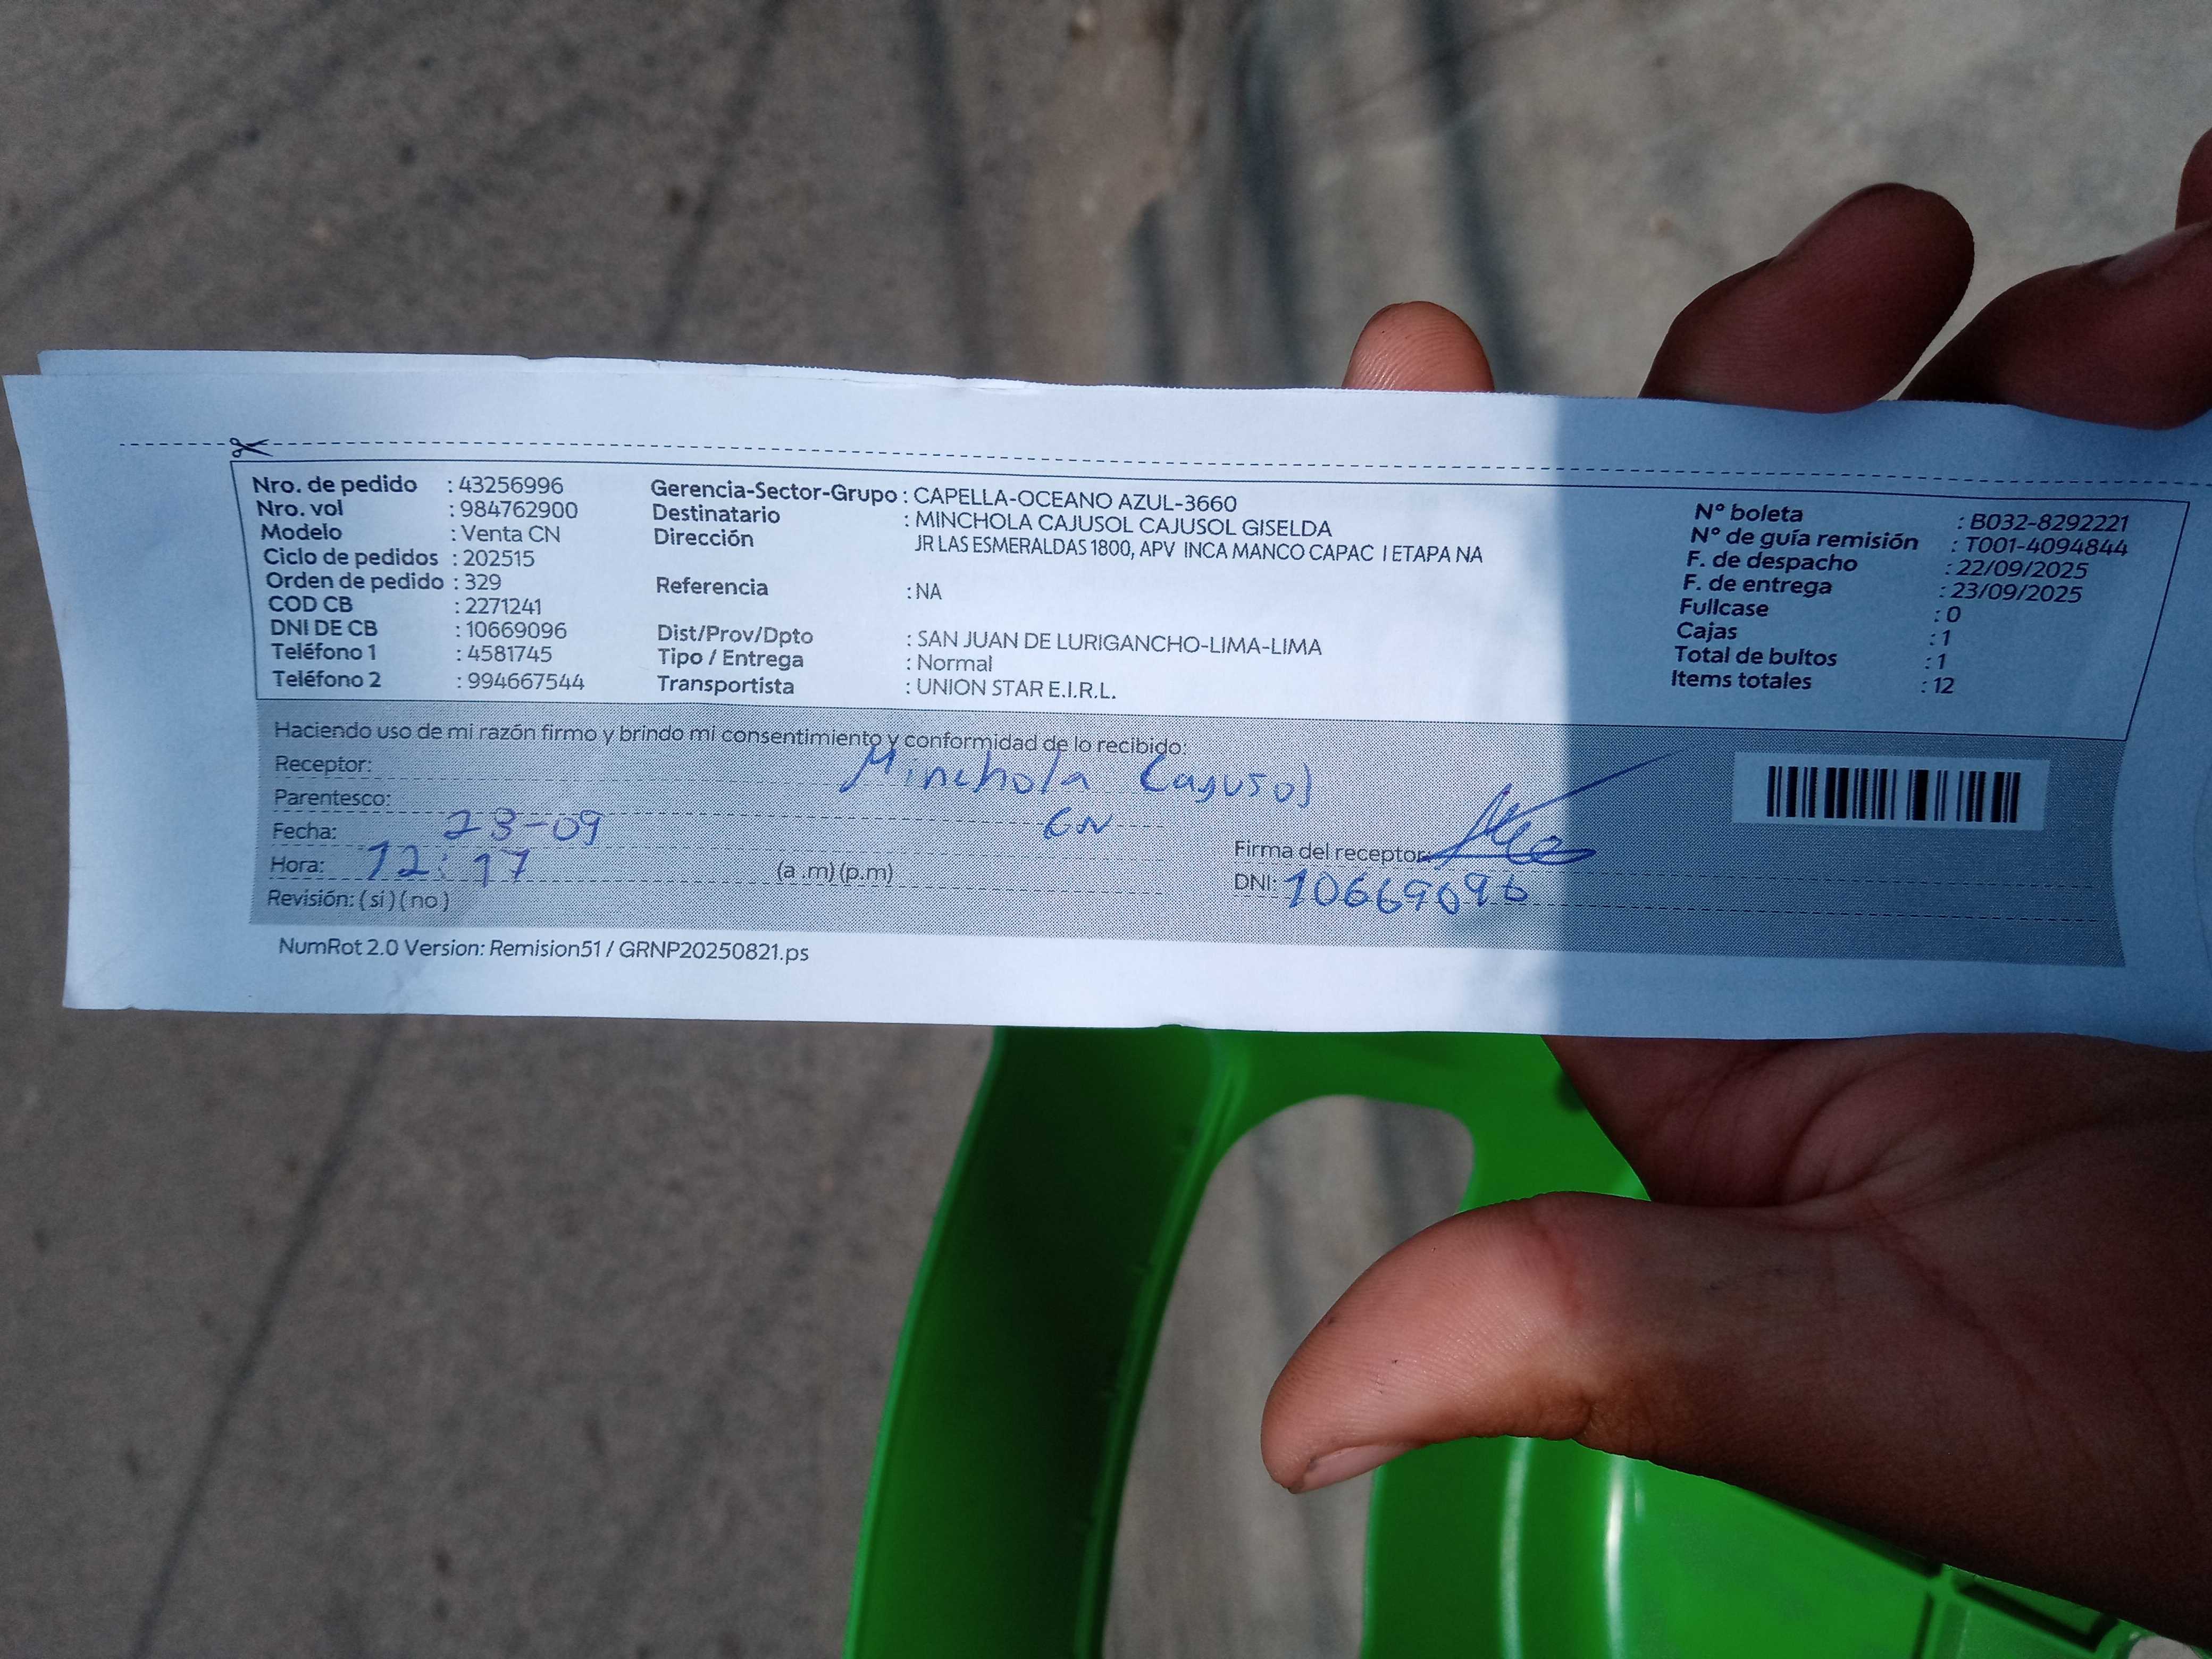 Nro. de pedido : 43256996
Nro. vol : 984762900
Modelo : Venta CN
Ciclo de pedidos : 202515
Orden de pedido : 329
COD CB : 2271241
DNI DE CB : 10669096
Teléfono 1 : 4581745
Teléfono 2 : 994667544
Gerencia-Sector-Grupo : CAPELLA-OCEANO AZUL-3660
Destinatario : MINCHOLA CAJUSOL CAJUSOL GISELDA
Dirección JR LAS ESMERALDAS 1800, APV INCA MANCO CAPAC I ETAPA NA
Referencia : NA
Dist/Prov/Dpto : SAN JUAN DE LURIGANCHO-LIMA-LIMA
Tipo / Entrega : Normal
Transportista : UNION STAR E.I.R.L.
N° boleta : B032-8292221
N° de guía remisión : T001-4094844
F. de despacho : 22/09/2025
F. de entrega : 23/09/2025
Fullcase : 0
Cajas : 1
Total de bultos : 1
Items totales : 12
Haciendo uso de mi razón firmo y brindo mi consentimiento y conformidad de lo recibido:
Receptor: Minchola Cagusol
Parentesco: CN
Fecha: 23-09
Hora: 12:17 (a .m) (p.m)
Revisión: ( si ) ( no )
Firma del receptor:
DNI: 10669096
NumRot 2.0 Version: Remision51 / GRNP20250821.ps